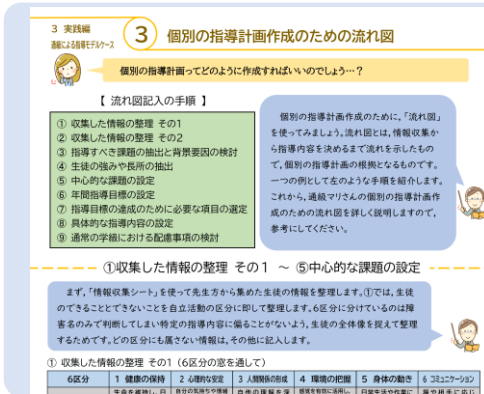 3 実践編
通級による指導モデルケース
3 個別の指導計画作成のための流れ図
個別の指導計画ってどのように作成すればいいのでしょう…？
【 流れ図記入の手順 】
① 収集した情報の整理 その１
② 収集した情報の整理 その２
③ 指導すべき課題の抽出と背景要因の検討
④ 生徒の強みや長所の抽出
⑤ 中心的な課題の設定
⑥ 年間指導目標の設定
⑦ 指導目標の達成のために必要な項目の選定
⑧ 具体的な指導内容の設定
⑨ 通常の学級における配慮事項の検討
個別の指導計画作成のために、「流れ図」
を使ってみましょう。流れ図とは、情報収集か
ら指導内容を決めるまで流れを示したもの
で、個別の指導計画の根拠となるものです。
一つの例として左のような手順を紹介します。
これから、通級マリさんの個別の指導計画作
成のための流れ図を詳しく説明しますので、
参考にしてください。
①収集した情報の整理 その１ ～ ⑤中心的な課題の設定
まず、「情報収集シート」を使って先生方から集めた生徒の情報を整理します。①では、生徒
のできることとできないことを自立活動の区分に即して整理します。６区分に分けているのは障
害名のみで判断してしまい特定の指導内容に偏ることがないよう、生徒の全体像を捉えて整理
するためです。どの区分にも属さない情報は、その他に記入します。
① 収集した情報の整理 その１（６区分の窓を通して）
６区分 １ 健康の保持 ２ 心理的な安定 ３ 人間関係の形成 ４ 環境の把握 ５ 身体の動き ６ コミュニケーション